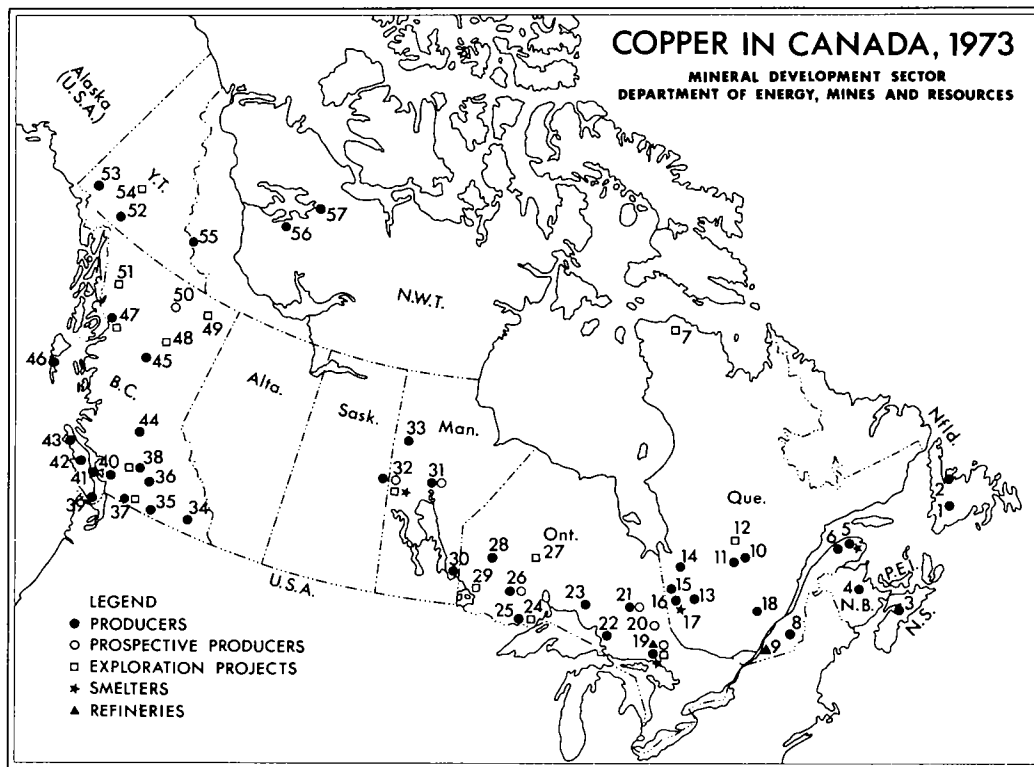 COPPER IN CANADA, 1973
MINERAL DEVELOPMENT SECTOR
DEPARTMENT OF ENERGY, MINES AND RESOURCES
Alaska
(U.S.A.)
53
54
Y.T.
52
57
56
55
51
50
N.W.T.
47
49
48
7
46
45
B.C.
Alta.
Sask.
Man.
Nfld.
44
33
43
42
40
38
32
31
41
36
2
Que.
1
39
37
35
34
Ont.
12
6
5
28
27
14
11
10
30
U.S.A.
29
26
15
4
P.E.I.
N.B.
3
N.S.
23
21
16
13
25
24
17
18
20
22
19
8
9
LEGEND
PRODUCERS
PROSPECTIVE PRODUCERS
EXPLORATION PROJECTS
SMELTERS
REFINERIES